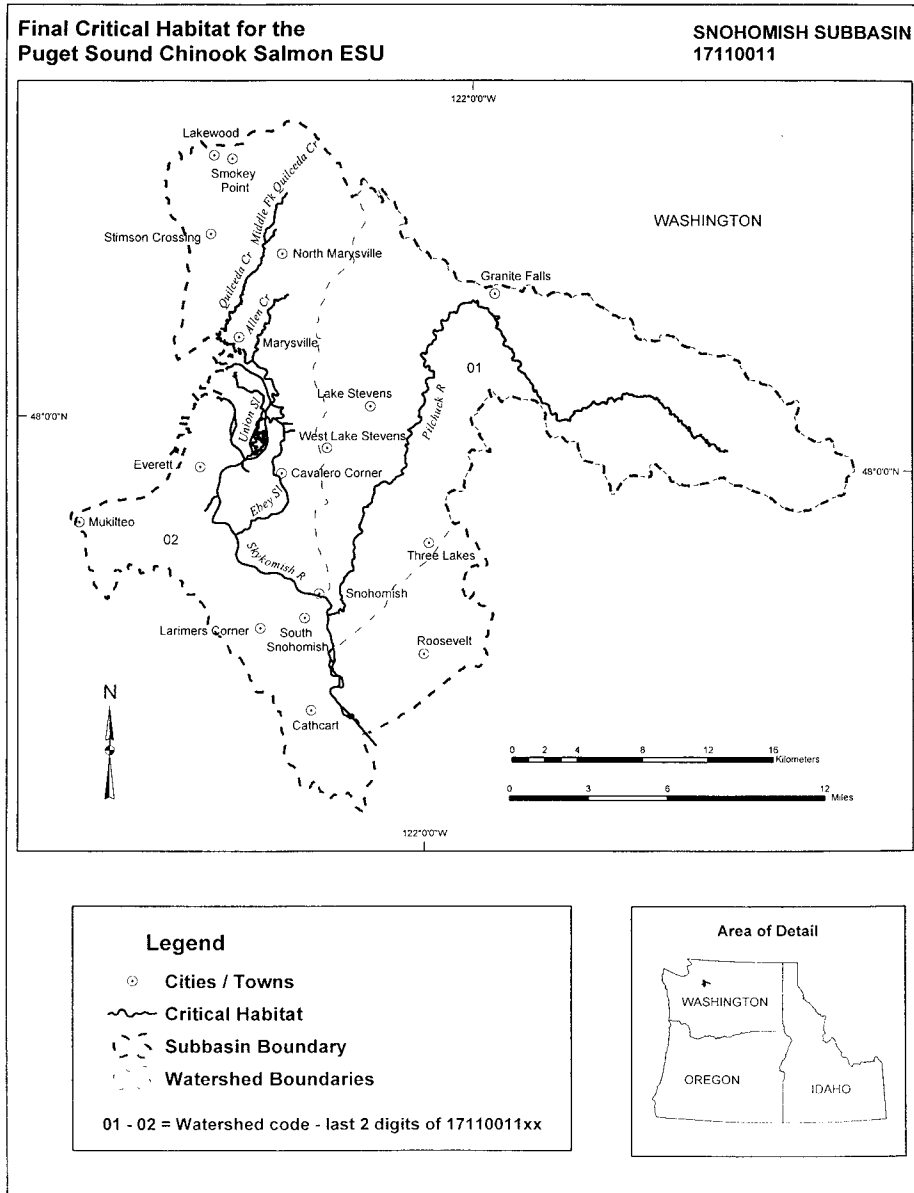 Final Critical Habitat for the
Puget Sound Chinook Salmon ESU
SNOHOMISH SUBBASIN
17110011
122°0'0"W
Lakewood
Smokey
Point
Middle Fk Quilceda Cr
WASHINGTON
Stimson Crossing
North Marysville
Quilceda Cr
Granite Falls
Allen Cr
Marysville
01
Lake Stevens
Pilchuck R
48°0'0"N
Union Sl
West Lake Stevens
Everett
Cavalero Corner
48°0'0"N
Ebey Sl
Mukilteo
02
Skykomish R
Three Lakes
Snohomish
Larimers Corner
South
Snohomish
Roosevelt
N
Cathcart
0 2 4 8 12 16
Kilometers
0 3 6 12
Miles
122°0'0"W
Legend
Cities / Towns
Critical Habitat
Subbasin Boundary
Watershed Boundaries
01 - 02 = Watershed code - last 2 digits of 17110011xx
Area of Detail
WASHINGTON
OREGON
IDAHO